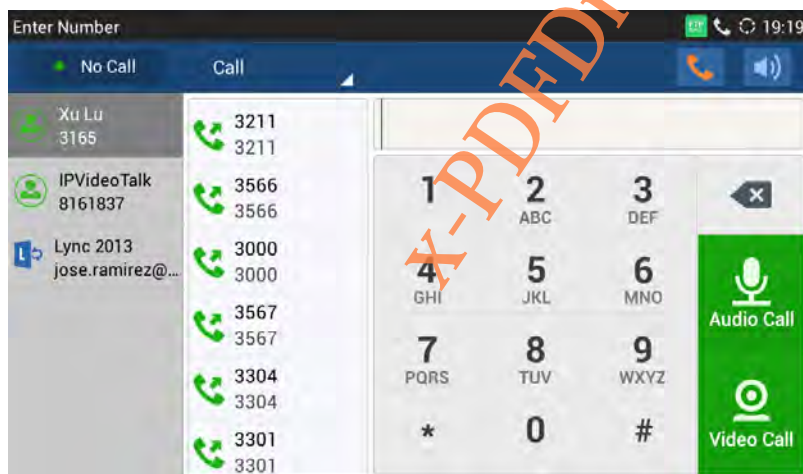 Enter Number
19:19
No Call
Call
Xu Lu
3165
IPVideoTalk
8161837
Lync 2013
jose.ramirez@...
3211
3211
3566
3566
3000
3000
3567
3567
3304
3304
3301
3301
1
2
ABC
3
DEF
4
GHI
5
JKL
6
MNO
7
PQRS
8
TUV
9
WXYZ
*
0
#
Audio Call
Video Call
X-PDFD